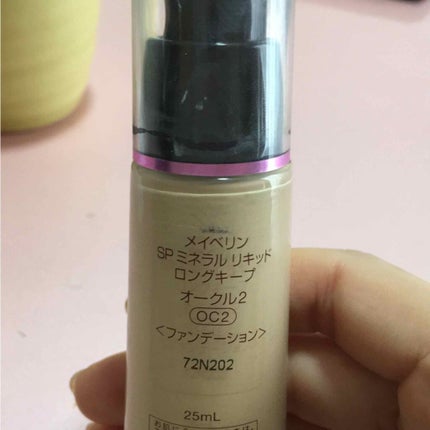 メイベリン
SP ミネラル リキッド
ロングキープ
オークル2
OC2
<ファンデーション>
72N202
25mL